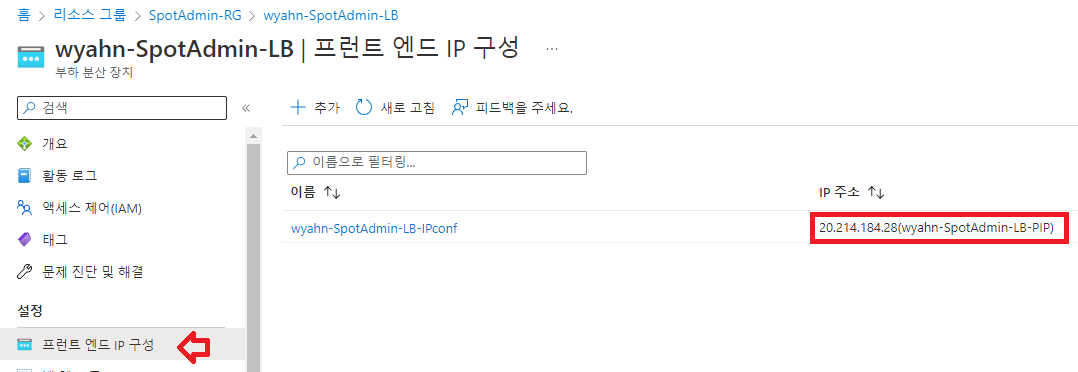 홈 > 리소스 그룹 > SpotAdmin-RG > wyahn-SpotAdmin-LB >
wyahn-SpotAdmin-LB | 프런트 엔드 IP 구성 ...
부하 분산 장치
검색 «
+ 추가 새로 고침 피드백을 주세요.
개요
활동 로그
액세스 제어(IAM)
태그
문제 진단 및 해결
설정
프런트 엔드 IP 구성
이름으로 필터링...
이름 ↑↓ IP 주소 ↑↓
wyahn-SpotAdmin-LB-IPconf 20.214.184.28(wyahn-SpotAdmin-LB-PIP)